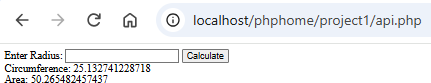 localhost/phphome/project1/api.php
Enter Radius: Calculate
Circumference: 25.132741228718
Area: 50.265482457437